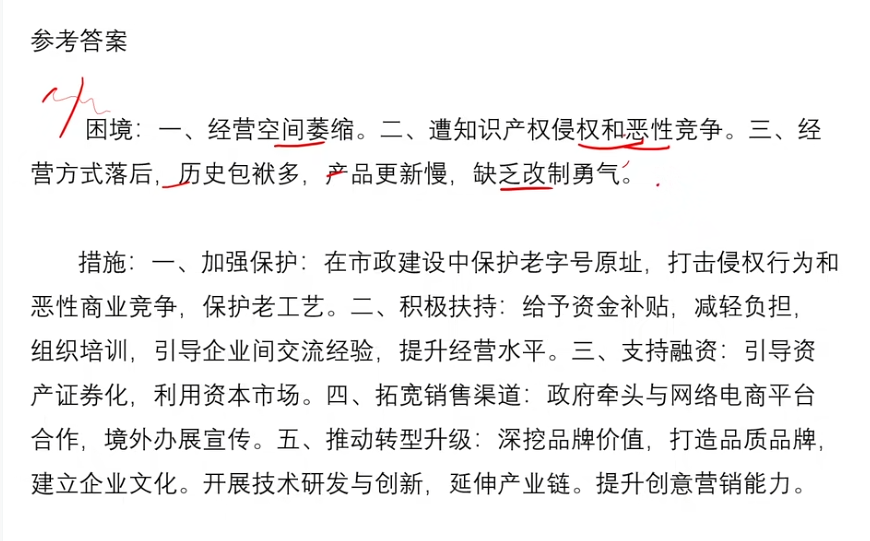 参考答案
困境：一、经营空间萎缩。二、遭知识产权侵权和恶性竞争。三、经
营方式落后，历史包袱多，产品更新慢，缺乏改制勇气。
措施：一、加强保护：在市政建设中保护老字号原址，打击侵权行为和
恶性商业竞争，保护老工艺。二、积极扶持：给予资金补贴，减轻负担，
组织培训，引导企业间交流经验，提升经营水平。三、支持融资：引导资
产证券化，利用资本市场。四、拓宽销售渠道：政府牵头与网络电商平台
合作，境外办展宣传。五、推动转型升级：深挖品牌价值，打造品质品牌，
建立企业文化。开展技术研发与创新，延伸产业链。提升创意营销能力。